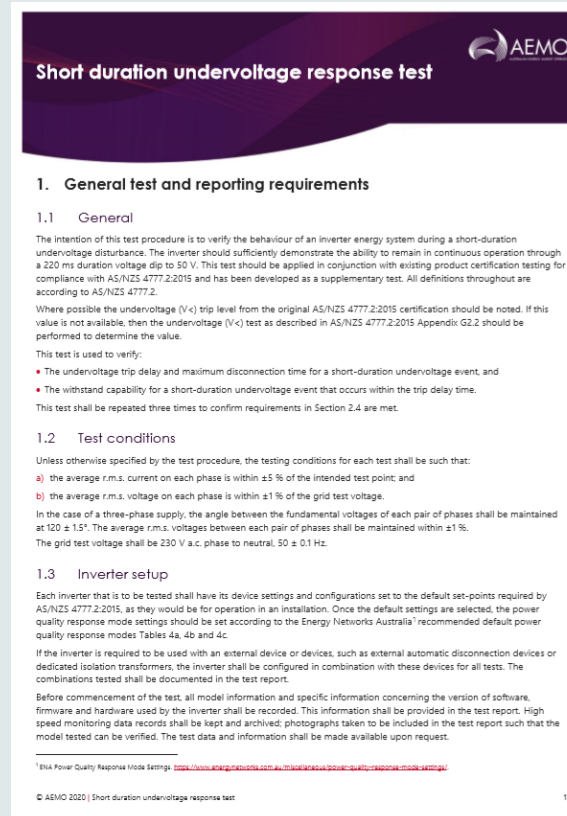 AEMO
Short duration undervoltage response test
1. General test and reporting requirements
1.1 General
The intention of this test procedure is to verify the behaviour of an inverter energy system during a short-duration
undervoltage disturbance. The inverter should sufficiently demonstrate the ability to remain in continuous operation through
a 220 ms duration voltage dip to 50 V. This test should be applied in conjunction with existing product certification testing for
compliance with AS/NZS 4777.2:2015 and has been developed as a supplementary test. All definitions throughout are
according to AS/NZS 4777.2.
Where possible the undervoltage (V<) trip level from the original AS/NZS 4777.2:2015 certification should be noted. If this
value is not available, then the undervoltage (V<) test as described in AS/NZS 4777.2:2015 Appendix G2.2 should be
performed to determine the value.
This test is used to verify:
• The undervoltage trip delay and maximum disconnection time for a short-duration undervoltage event, and
• The withstand capability for a short-duration undervoltage event that occurs within the trip delay time.
This test shall be repeated three times to confirm requirements in Section 2.4 are met.
1.2 Test conditions
Unless otherwise specified by the test procedure, the testing conditions for each test shall be such that:
a) the average r.m.s. current on each phase is within ±5 % of the intended test point; and
b) the average r.m.s. voltage on each phase is within ±1 % of the grid test voltage.
In the case of a three-phase supply, the angle between the fundamental voltages of each pair of phases shall be maintained
at 120 ± 1.5°. The average r.m.s. voltages between each pair of phases shall be maintained within ±1 %.
The grid test voltage shall be 230 V a.c. phase to neutral, 50 ± 0.1 Hz.
1.3 Inverter setup
Each inverter that is to be tested shall have its device settings and configurations set to the default set-points required by
AS/NZS 4777.2:2015, as they would be for operation in an installation. Once the default settings are selected, the power
quality response mode settings should be set according to the Energy Networks Australia¹ recommended default power
quality response modes Tables 4a, 4b and 4c.
If the inverter is required to be used with an external device or devices, such as external automatic disconnection devices or
dedicated isolation transformers, the inverter shall be configured in combination with these devices for all tests. The
combinations tested shall be documented in the test report.
Before commencement of the test, all model information and specific information concerning the version of software,
firmware and hardware used by the inverter shall be recorded. This information shall be provided in the test report. High
speed monitoring data records shall be kept and archived; photographs taken to be included in the test report such that the
model tested can be verified. The test data and information shall be made available upon request.
¹ ENA Power Quality Response Mode Settings. https://www.energynetworks.com.au/miscellaneous/power-quality-response-mode-settings/.
© AEMO 2020 | Short duration undervoltage response test 1